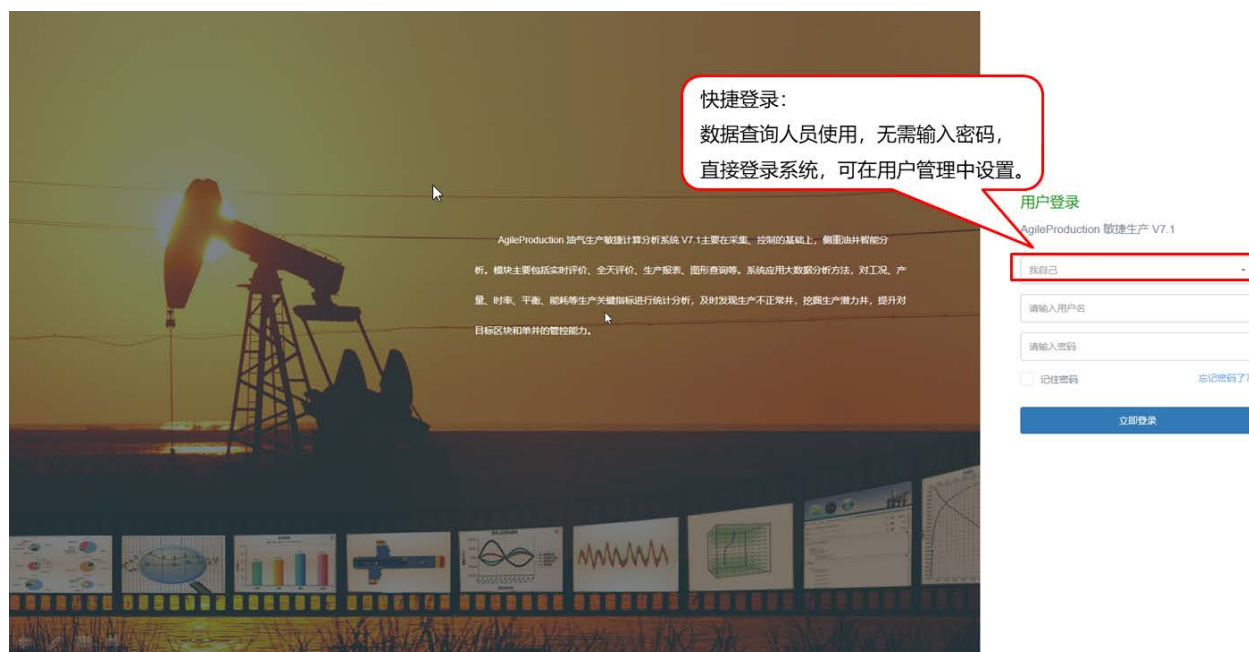 快捷登录：
数据查询人员使用，无需输入密码，
直接登录系统，可在用户管理中设置。
用户登录
AgileProduction 敏捷生产 V7.1
AgileProduction 油气生产敏捷计算分析系统 V7.1主要在采集、控制的基础上，侧重油井智能分
析。模块主要包括实时评价、全天评价、生产报表、图形查询等。系统应用大数据分析方法，对工况、产
量、时率、平衡、能耗等生产关键指标进行统计分析，及时发现生产不正常井，挖掘生产潜力井，提升对
目标区块和单井的管控能力。
我自己
请输入用户名
请输入密码
记住密码
忘记密码了?
立即登录